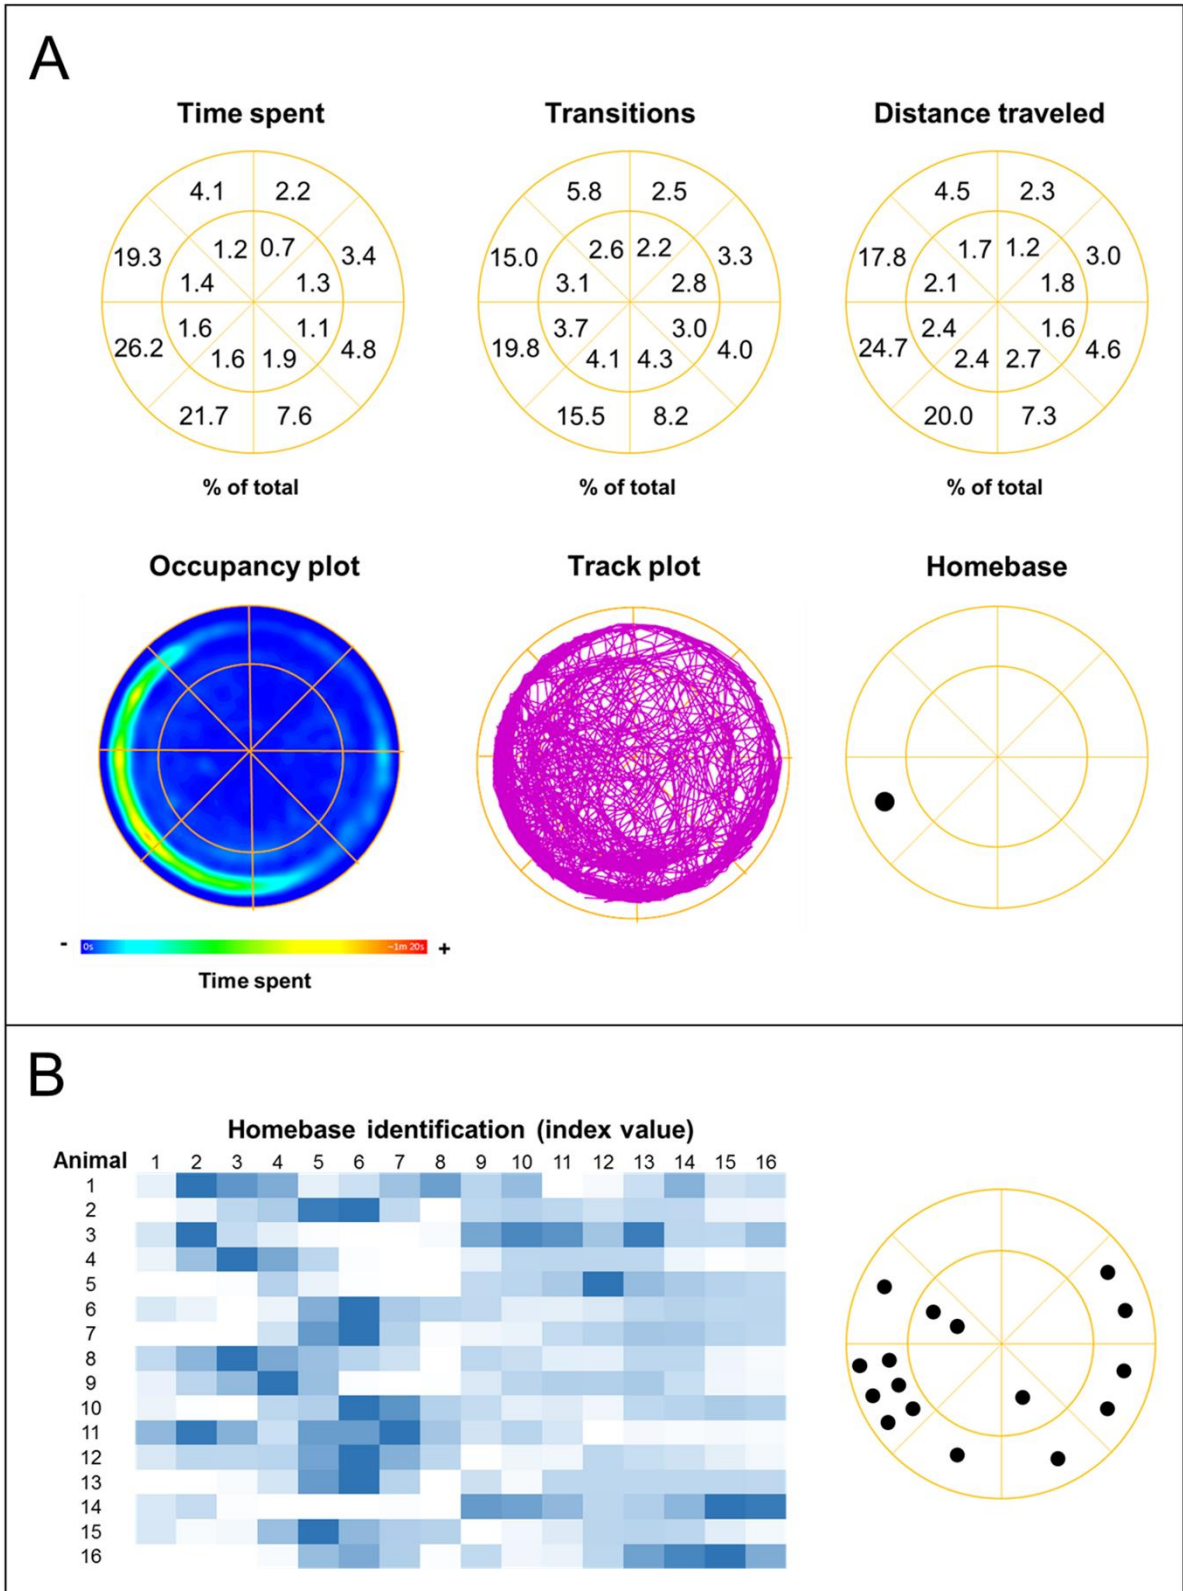 A
Time spent Transitions Distance traveled
4.1 2.2 5.8 2.5 4.5 2.3
1.2 0.7 2.6 2.2 1.7 1.2
19.3 3.4 15.0 3.3 17.8 3.0
1.4 1.3 3.1 2.8 2.1 1.8
1.6 1.1 3.7 3.0 2.4 1.6
26.2 4.8 19.8 4.0 24.7 4.6
1.6 1.9 4.1 4.3 2.4 2.7
21.7 7.6 15.5 8.2 20.0 7.3
% of total % of total % of total
Occupancy plot Track plot Homebase
- 0s ~1m 20s +
Time spent
B
Homebase identification (index value)
Animal 1 2 3 4 5 6 7 8 9 10 11 12 13 14 15 16
1
2
3
4
5
6
7
8
9
10
11
12
13
14
15
16